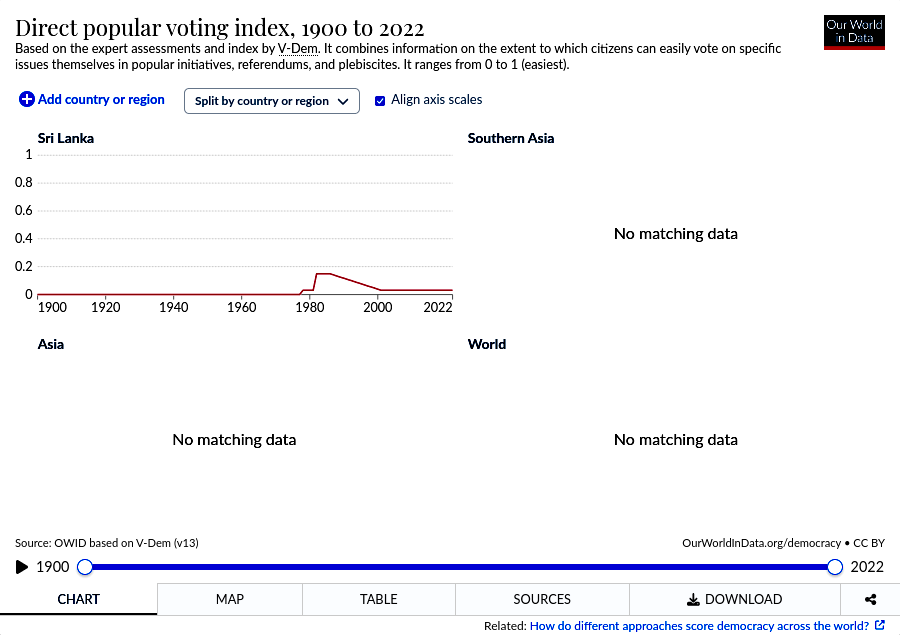 Direct popular voting index, 1900 to 2022
Our World
in Data
Based on the expert assessments and index by V-Dem. It combines information on the extent to which citizens can easily vote on specific
issues themselves in popular initiatives, referendums, and plebiscites. It ranges from 0 to 1 (easiest).
Add country or region
Split by country or region
Align axis scales
Sri Lanka
1
0.8
0.6
0.4
0.2
0
1900 1920 1940 1960 1980 2000 2022
Southern Asia
No matching data
Asia
No matching data
World
No matching data
Source: OWID based on V-Dem (v13)
OurWorldInData.org/democracy • CC BY
1900 2022
CHART MAP TABLE SOURCES DOWNLOAD
Related: How do different approaches score democracy across the world?